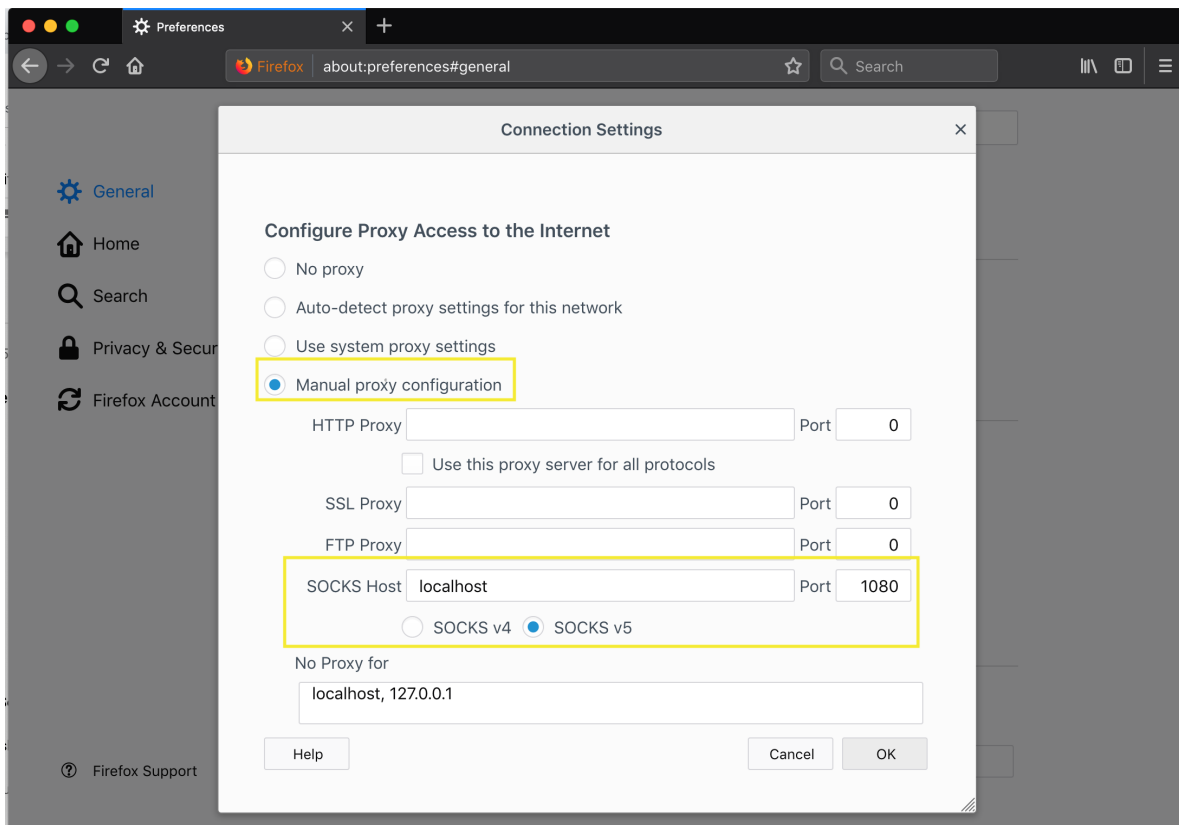 Preferences
Firefox about:preferences#general Search
Connection Settings
General
Home
Search
Privacy & Secur
Firefox Account
Firefox Support
Configure Proxy Access to the Internet
No proxy
Auto-detect proxy settings for this network
Use system proxy settings
Manual proxy configuration
HTTP Proxy Port 0
Use this proxy server for all protocols
SSL Proxy Port 0
FTP Proxy Port 0
SOCKS Host localhost Port 1080
SOCKS v4 SOCKS v5
No Proxy for
localhost, 127.0.0.1
Help Cancel OK